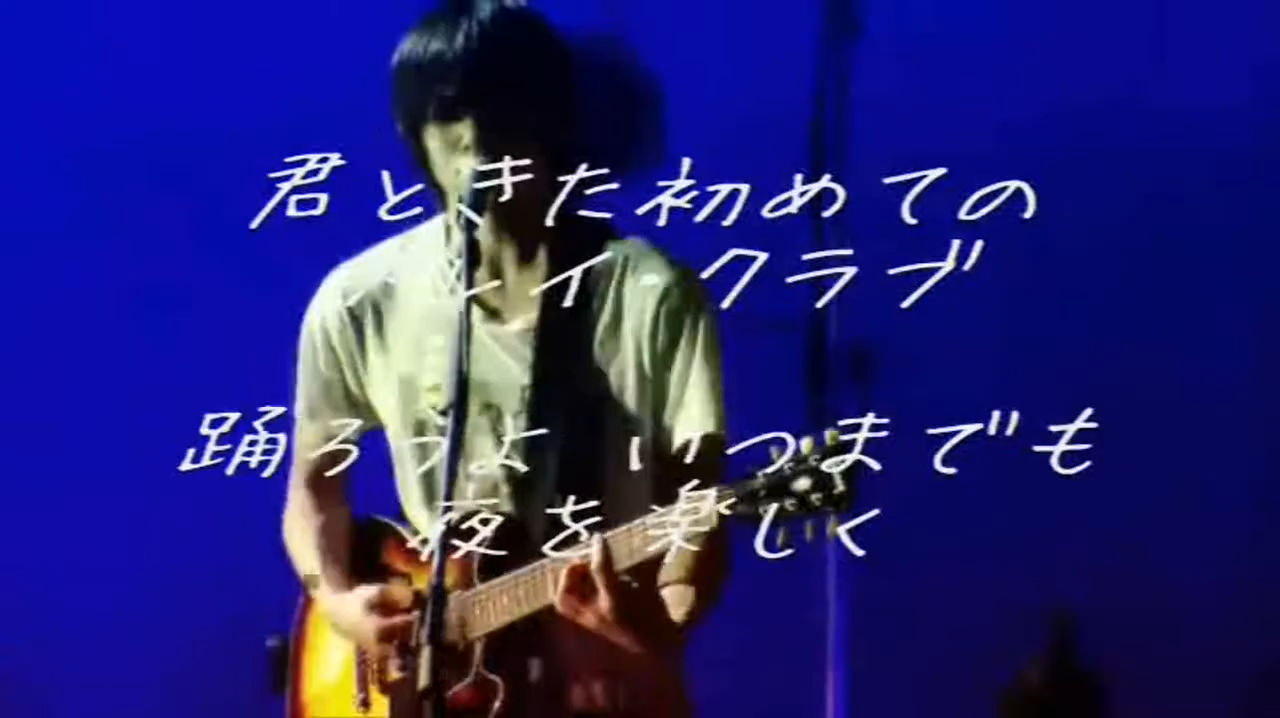 君ときた初めての
クラブ
踊ろうよ いつまでも
夜を楽しく